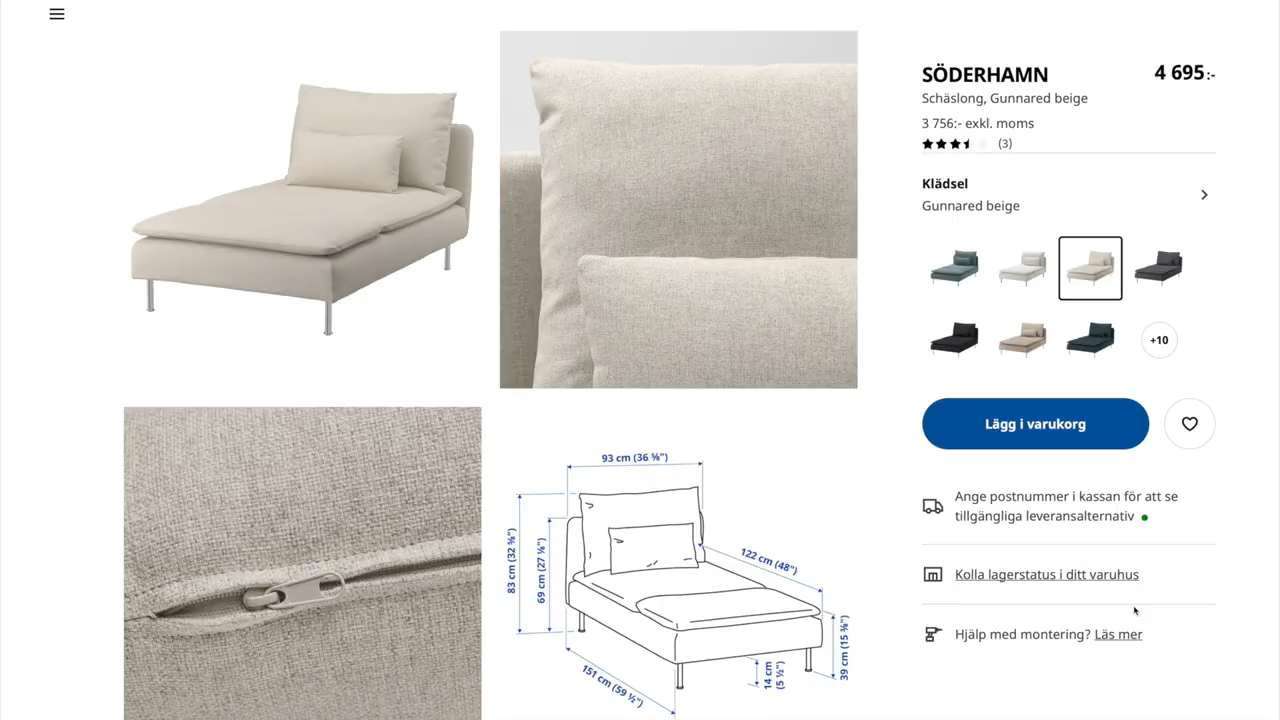 SÖDERHAMN
4 695:-
Schäslong, Gunnared beige
3 756:- exkl. moms
(3)
Klädsel
Gunnared beige
+10
Lägg i varukorg
Ange postnummer i kassan för att se
tillgängliga leveransalternativ
Kolla lagerstatus i ditt varuhus
Hjälp med montering? Läs mer
93 cm (36 ⅝")
83 cm (32 ⅝")
69 cm (27 ⅛")
122 cm (48")
151 cm (59 ½")
14 cm
(5 ½")
39 cm (15 ⅜")